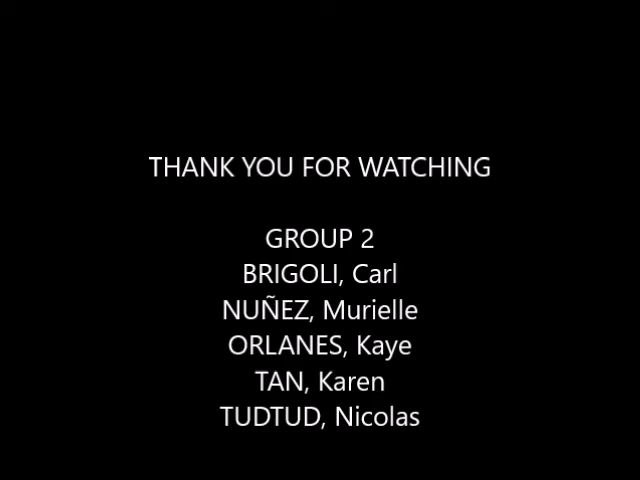 THANK YOU FOR WATCHING
GROUP 2
BRIGOLI, Carl
NUÑEZ, Murielle
ORLANES, Kaye
TAN, Karen
TUDTUD, Nicolas